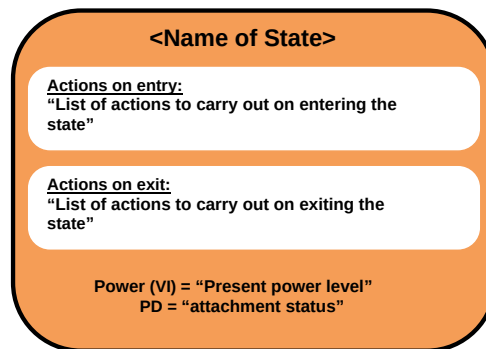 <Name of State>
Actions on entry:
“List of actions to carry out on entering the
state”
Actions on exit:
“List of actions to carry out on exiting the
state”
Power (VI) = “Present power level”
PD = “attachment status”